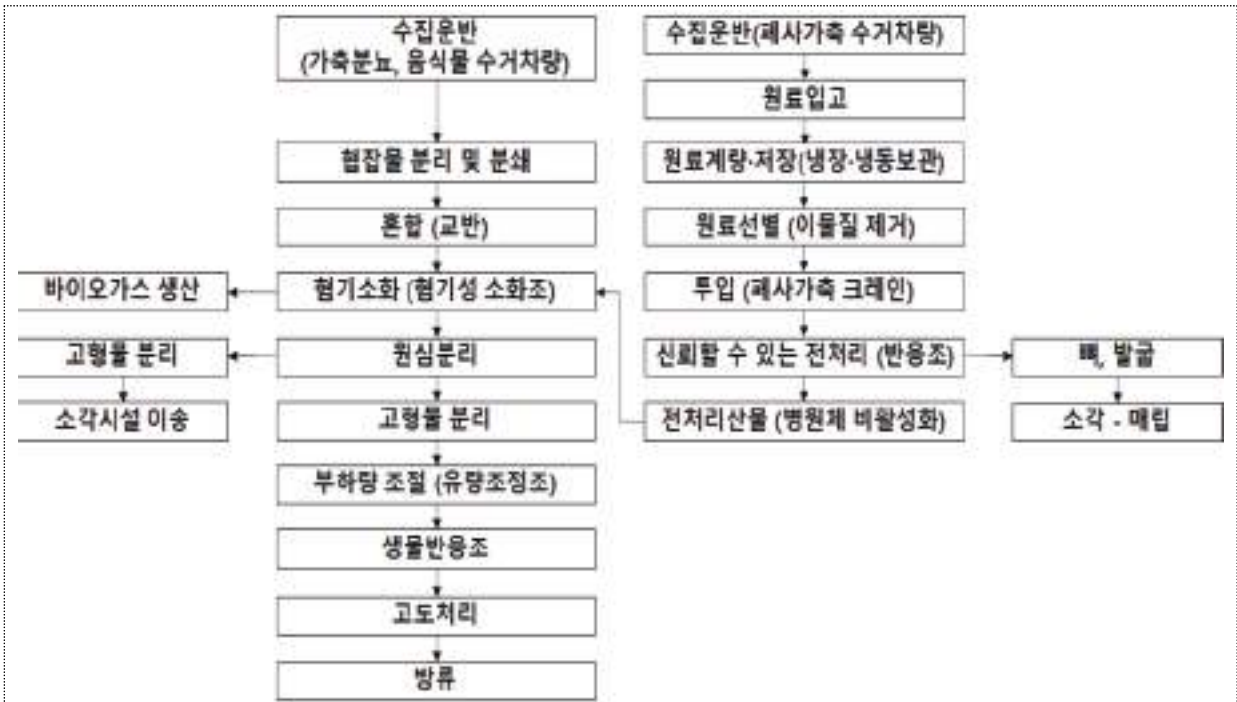 수집운반
(가축분뇨, 음식물 수거차량)
협잡물 분리 및 분쇄
혼합 (교반)
혐기소화 (혐기성 소화조)
바이오가스 생산
원심분리
고형물 분리
소각시설 이송
고형물 분리
부하량 조절 (유량조정조)
생물반응조
고도처리
방류
수집운반(폐사가축 수거차량)
원료입고
원료계량·저장(냉장·냉동보관)
원료선별 (이물질 제거)
투입 (폐사가축 크레인)
신뢰할 수 있는 전처리 (반응조)
전처리산물 (병원체 비활성화)
뼈, 발굽
소각 - 매립